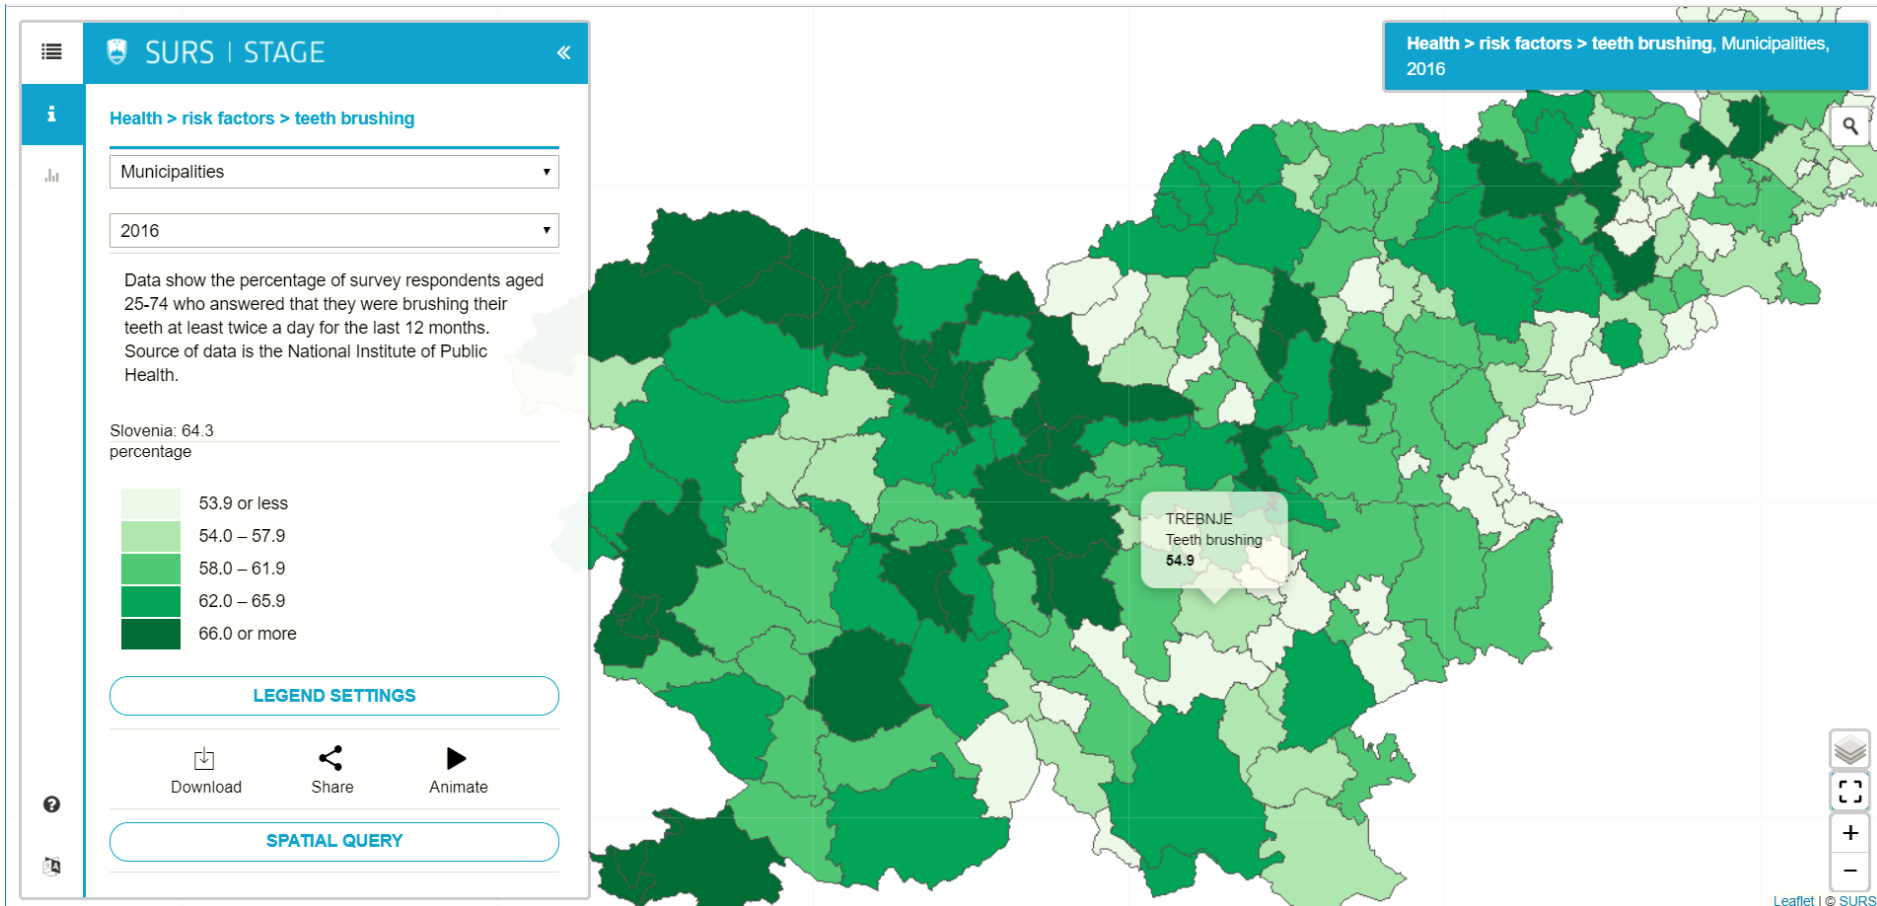 SURS | STAGE
Health > risk factors > teeth brushing
Municipalities
2016
Data show the percentage of survey respondents aged
25-74 who answered that they were brushing their
teeth at least twice a day for the last 12 months.
Source of data is the National Institute of Public
Health.
Slovenia: 64.3
percentage
53.9 or less
54.0 – 57.9
58.0 – 61.9
62.0 – 65.9
66.0 or more
LEGEND SETTINGS
Download
Share
Animate
SPATIAL QUERY
Health > risk factors > teeth brushing, Municipalities,
2016
TREBNJE
Teeth brushing
54.9
+
−
Leaflet | © SURS